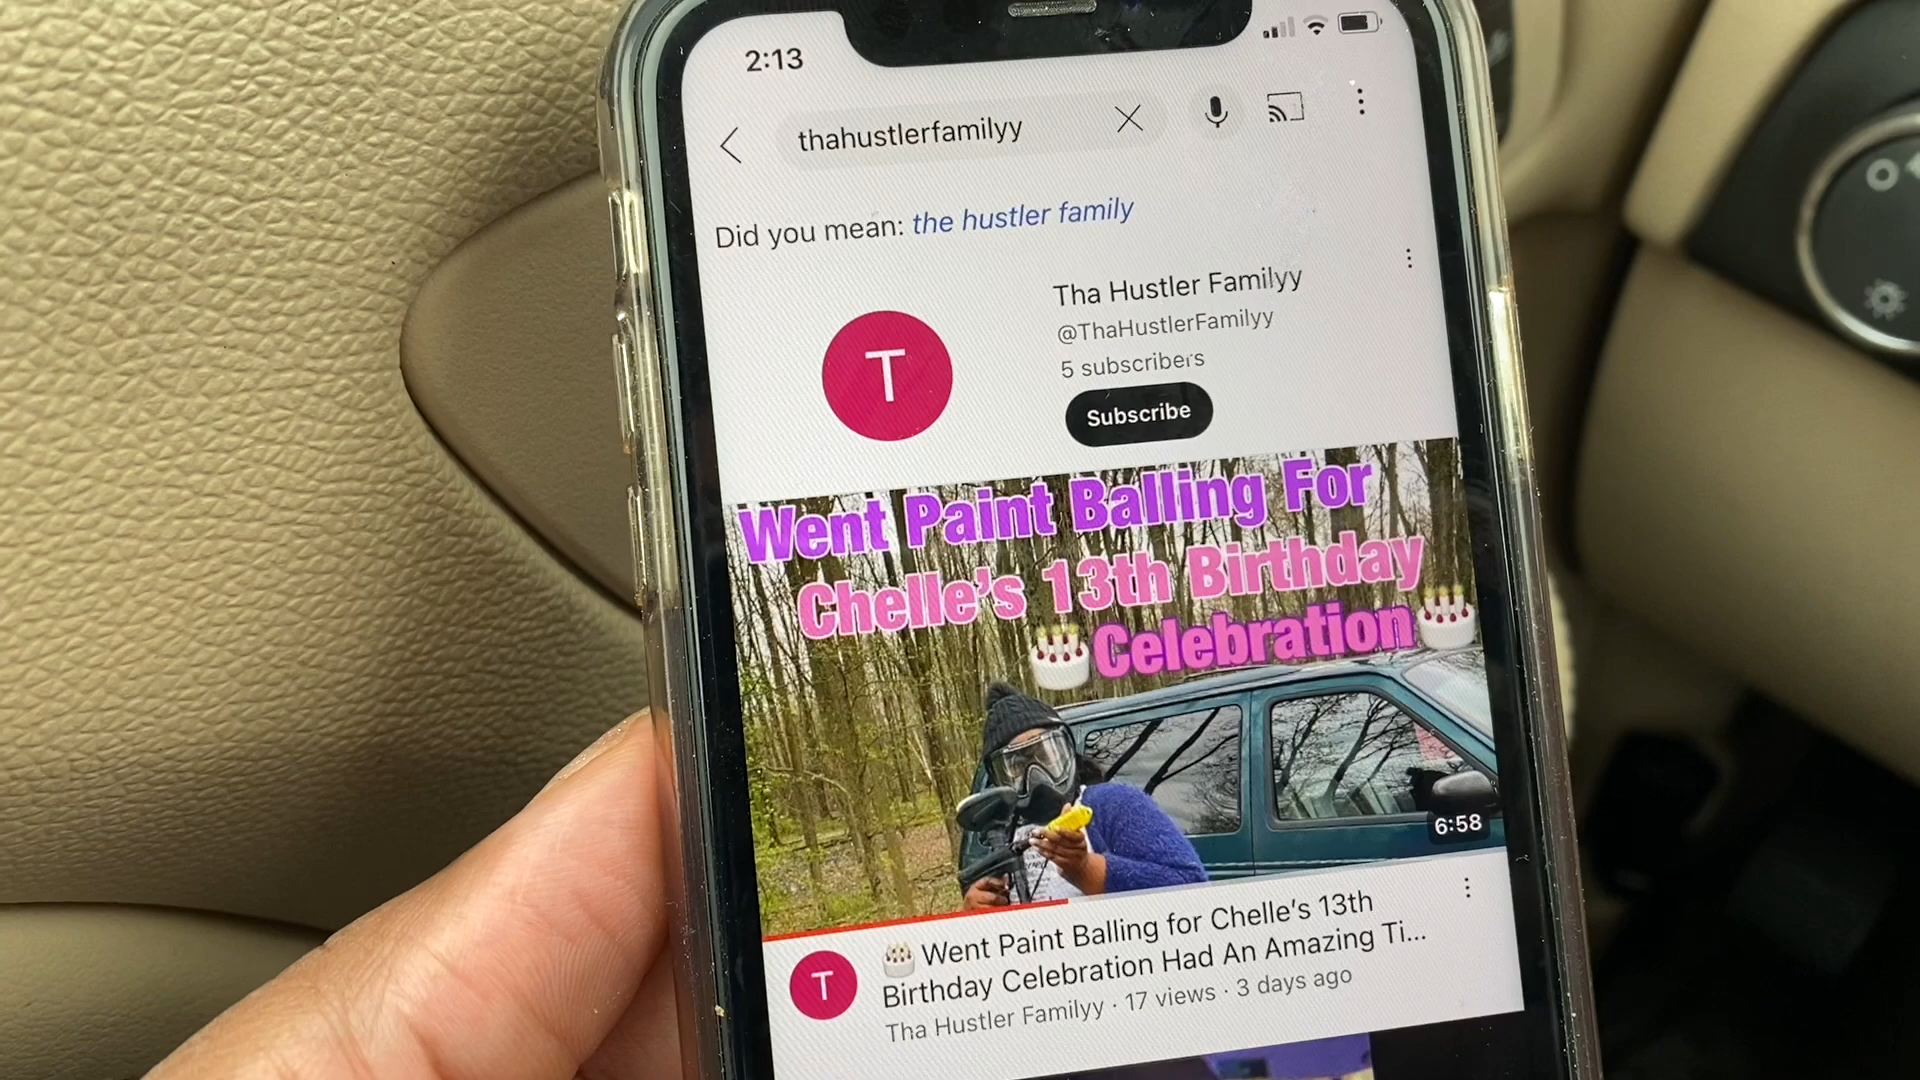 2:13
thahustlerfamilyy
Did you mean: the hustler family
T
Tha Hustler Familyy
@ThaHustlerFamilyy
5 subscribers
Subscribe
Went Paint Balling For
Chelle's 13th Birthday
🎂Celebration🎂
6:58
T
🎂 Went Paint Balling for Chelle's 13th
Birthday Celebration Had An Amazing Ti...
Tha Hustler Familyy · 17 views · 3 days ago